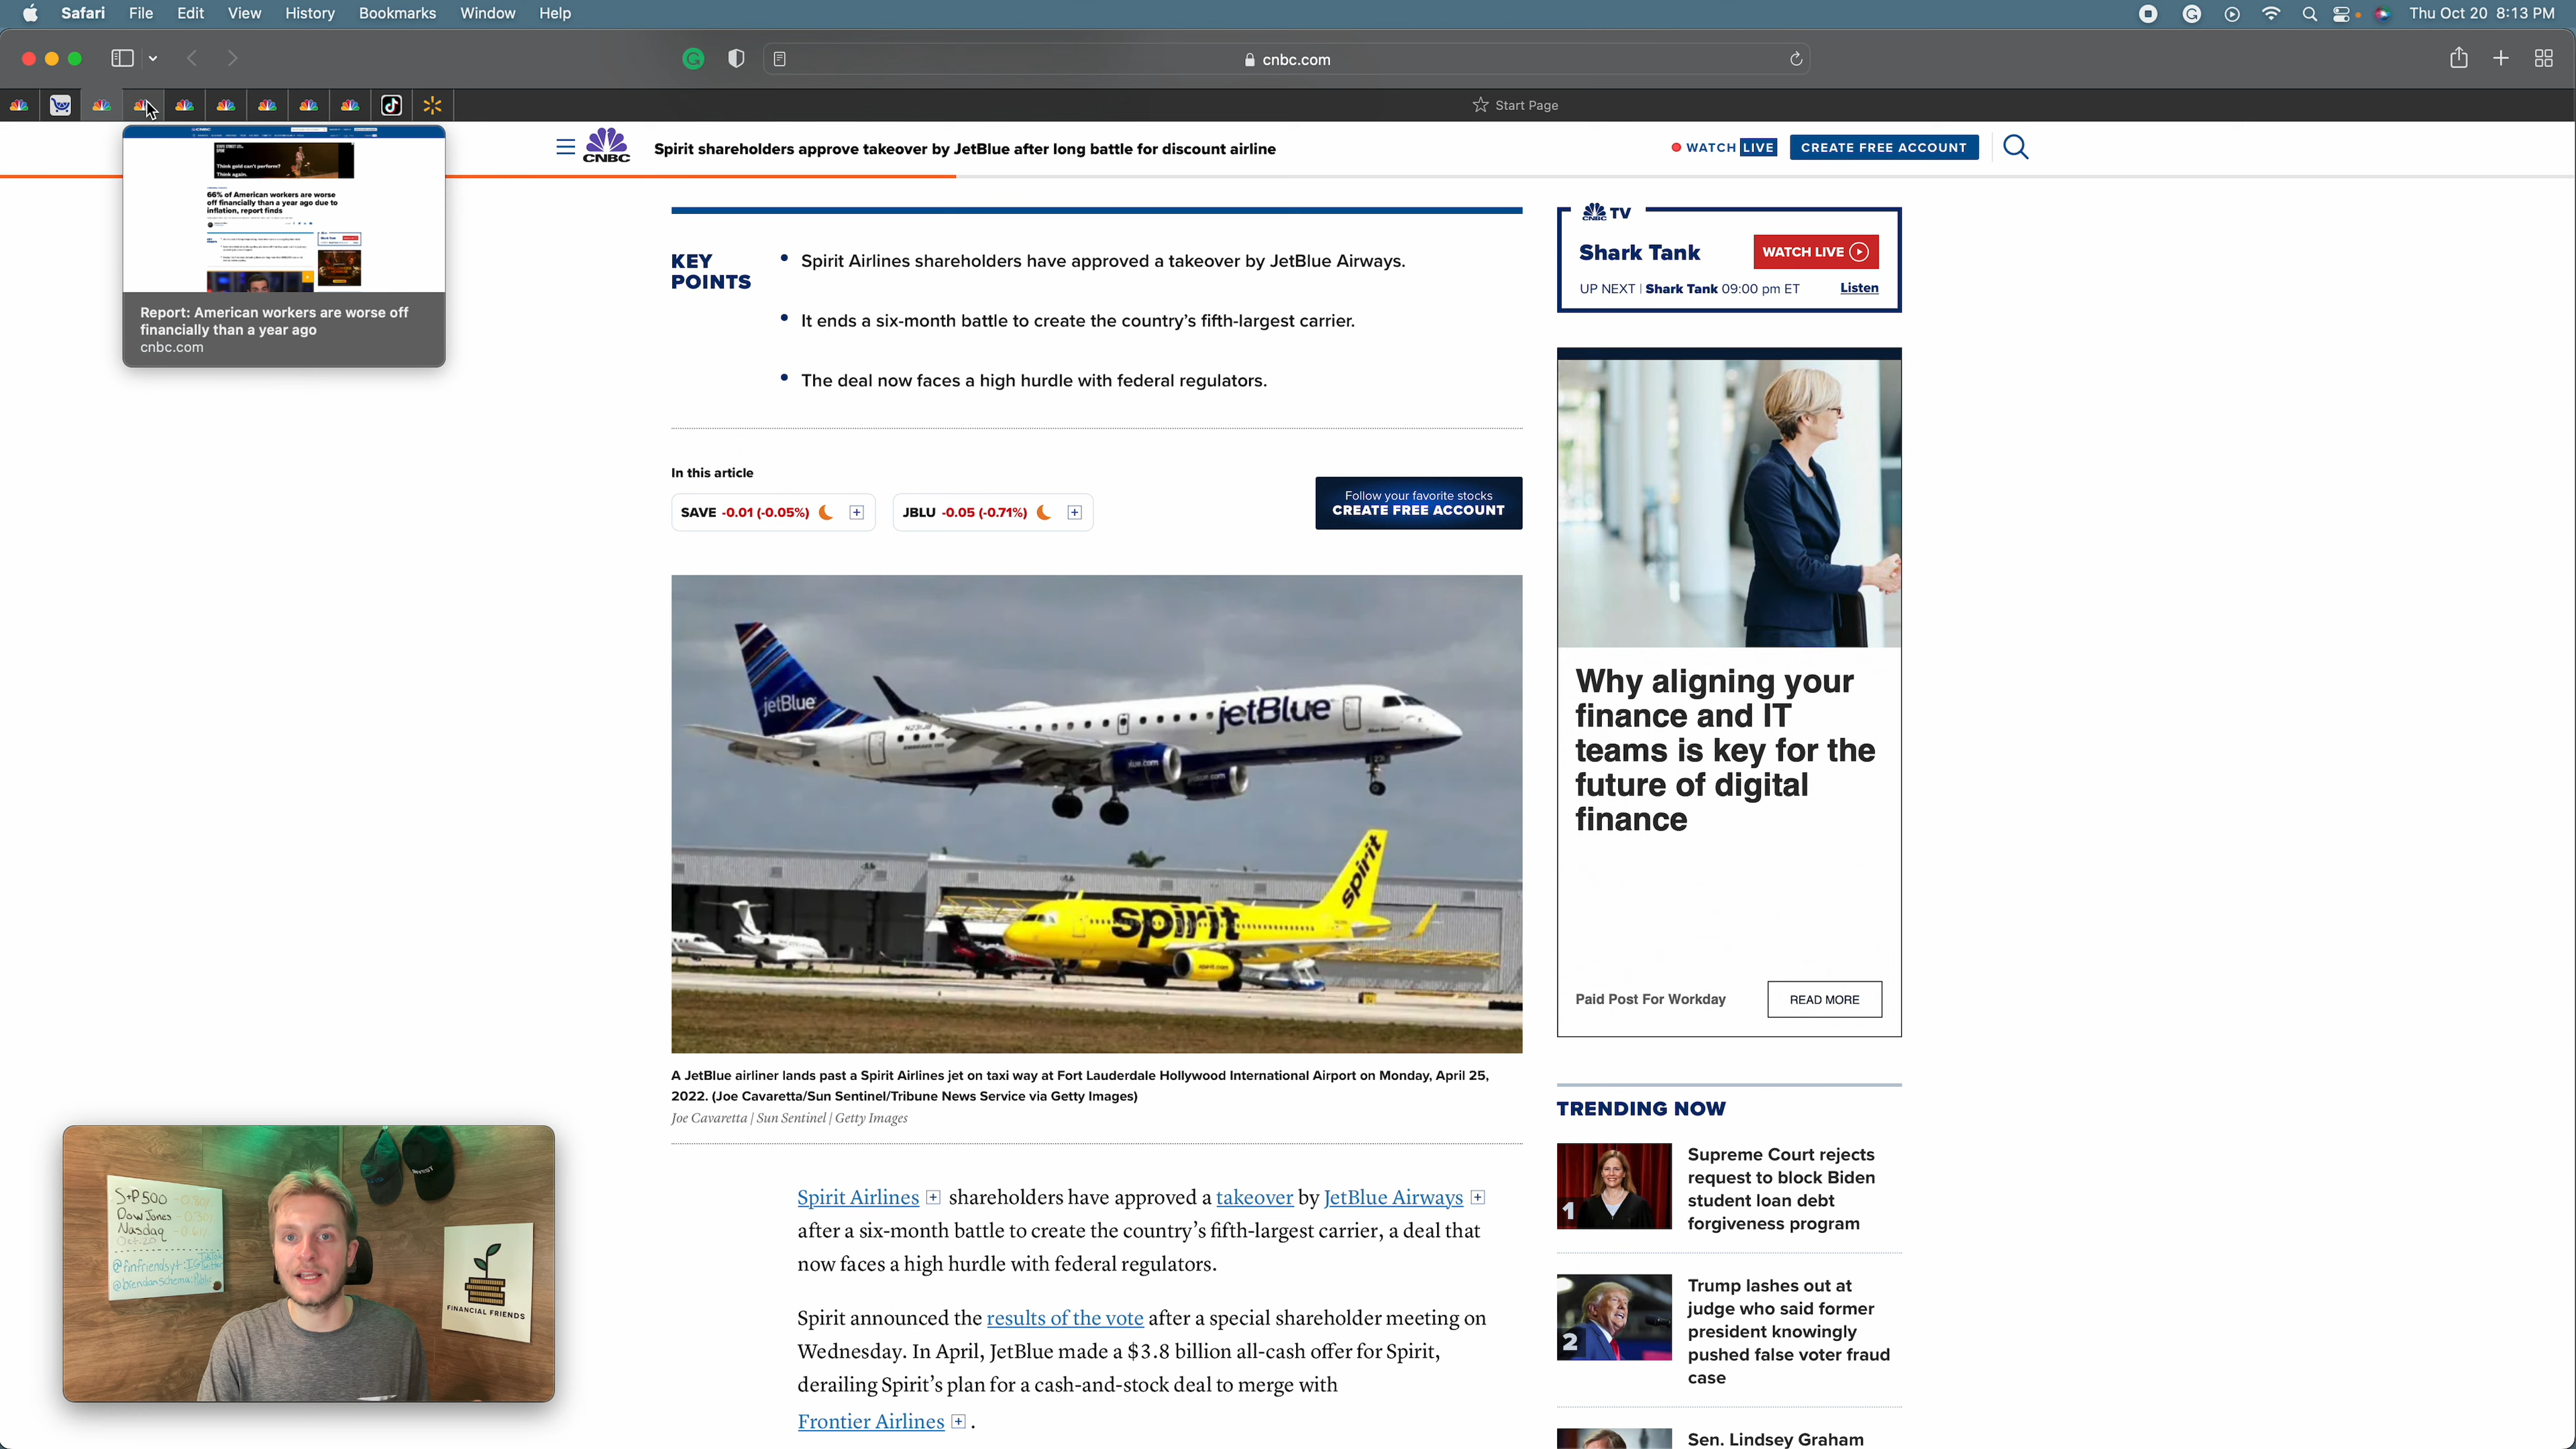 Safari File Edit View History Bookmarks Window Help
Thu Oct 20 8:13 PM
cnbc.com
Start Page
CNBC
Spirit shareholders approve takeover by JetBlue after long battle for discount airline
WATCH LIVE
CREATE FREE ACCOUNT
Think gold can't perform?
Think again.
66% of American workers are worse
off financially than a year ago due to
inflation, report finds
Report: American workers are worse off
financially than a year ago
cnbc.com
KEY
POINTS
• Spirit Airlines shareholders have approved a takeover by JetBlue Airways.
• It ends a six-month battle to create the country's fifth-largest carrier.
• The deal now faces a high hurdle with federal regulators.
In this article
SAVE -0.01 (-0.05%)
JBLU -0.05 (-0.71%)
Follow your favorite stocks
CREATE FREE ACCOUNT
jetBlue
jetBlue
spirit
spirit
A JetBlue airliner lands past a Spirit Airlines jet on taxi way at Fort Lauderdale Hollywood International Airport on Monday, April 25,
2022. (Joe Cavaretta/Sun Sentinel/Tribune News Service via Getty Images)
Joe Cavaretta | Sun Sentinel | Getty Images
Spirit Airlines shareholders have approved a takeover by JetBlue Airways
after a six-month battle to create the country's fifth-largest carrier, a deal that
now faces a high hurdle with federal regulators.
Spirit announced the results of the vote after a special shareholder meeting on
Wednesday. In April, JetBlue made a $3.8 billion all-cash offer for Spirit,
derailing Spirit's plan for a cash-and-stock deal to merge with
Frontier Airlines .
CNBC TV
Shark Tank
WATCH LIVE
UP NEXT | Shark Tank 09:00 pm ET
Listen
Why aligning your
finance and IT
teams is key for the
future of digital
finance
Paid Post For Workday
READ MORE
TRENDING NOW
1
Supreme Court rejects
request to block Biden
student loan debt
forgiveness program
2
Trump lashes out at
judge who said former
president knowingly
pushed false voter fraud
case
Sen. Lindsey Graham
S+P 500
Dow Jones
Nasdaq
Oct. 20
FINANCIAL FRIENDS